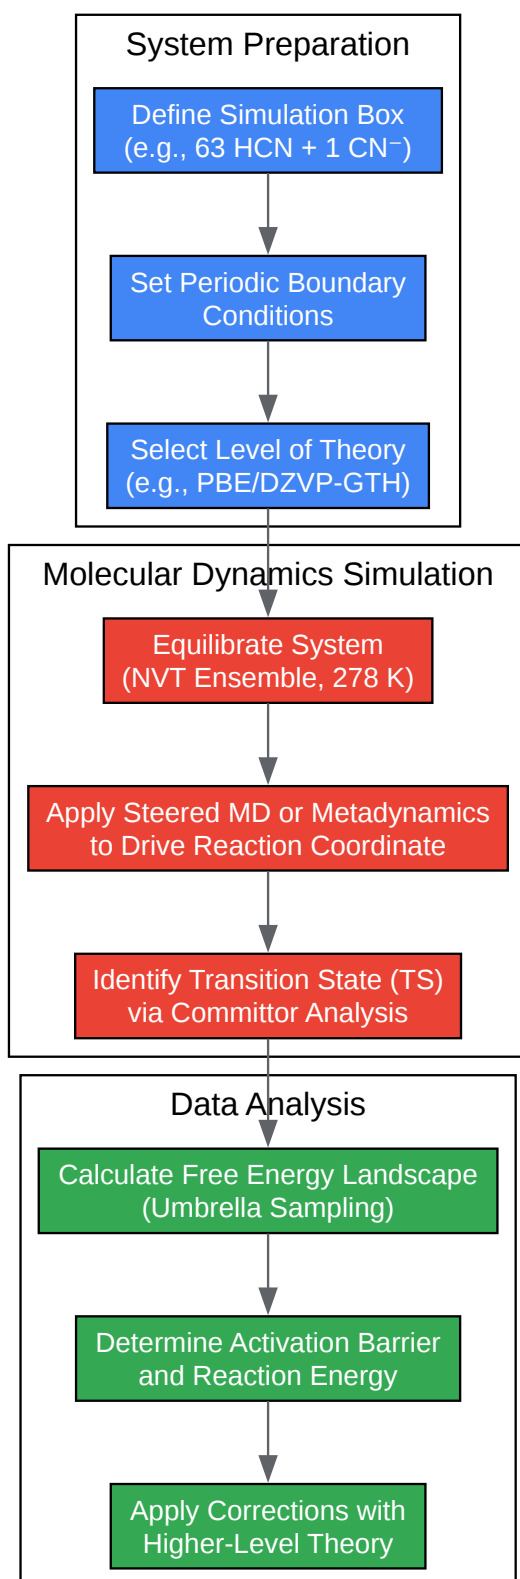 System Preparation
Define Simulation Box
(e.g., 63 HCN + 1 CN⁻)
Set Periodic Boundary
Conditions
Select Level of Theory
(e.g., PBE/DZVP-GTH)
Molecular Dynamics Simulation
Equilibrate System
(NVT Ensemble, 278 K)
Apply Steered MD or Metadynamics
to Drive Reaction Coordinate
Identify Transition State (TS)
via Committor Analysis
Data Analysis
Calculate Free Energy Landscape
(Umbrella Sampling)
Determine Activation Barrier
and Reaction Energy
Apply Corrections with
Higher-Level Theory